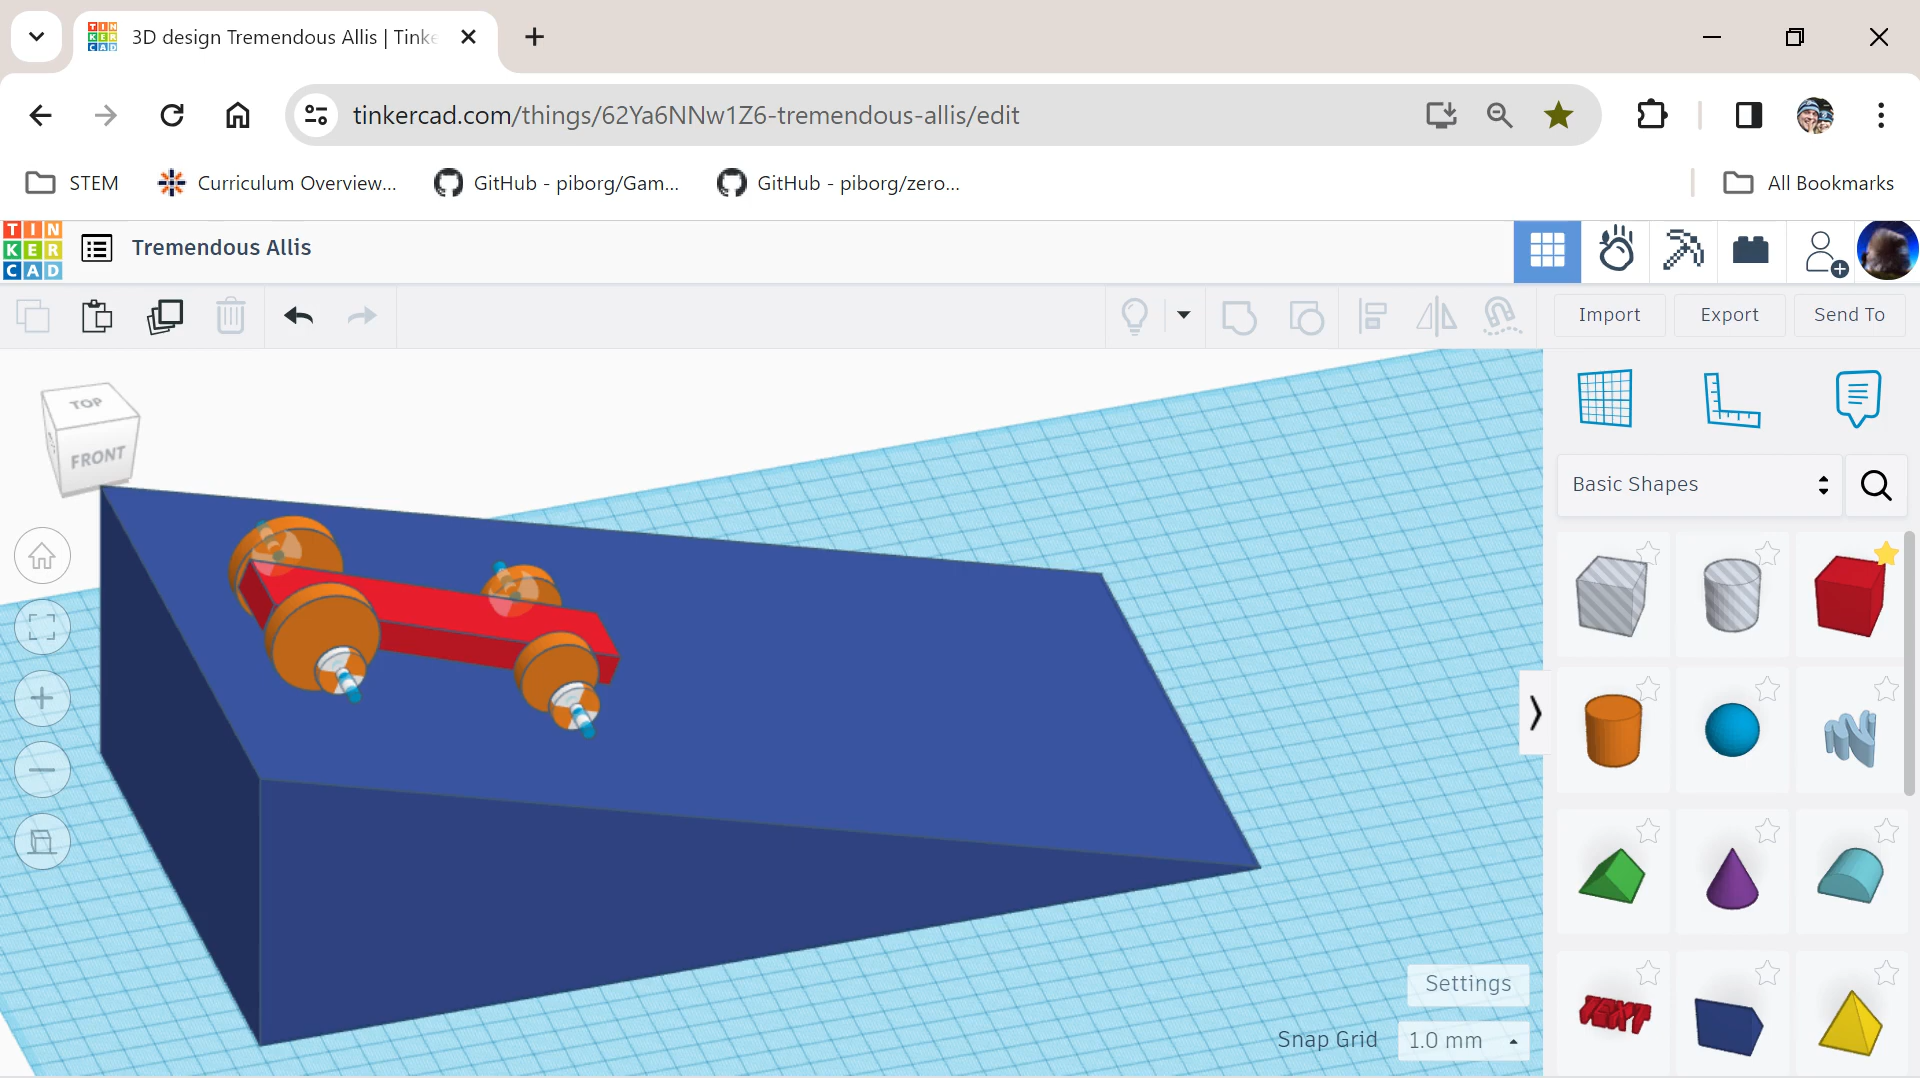 3D design Tremendous Allis | Tinke
tinkercad.com/things/62Ya6NNw1Z6-tremendous-allis/edit
STEM
Curriculum Overview...
GitHub - piborg/Gam...
GitHub - piborg/zero...
All Bookmarks
TIN
KER
CAD
Tremendous Allis
Import
Export
Send To
TOP
FRONT
Basic Shapes
TEXT
Settings
Snap Grid
1.0 mm